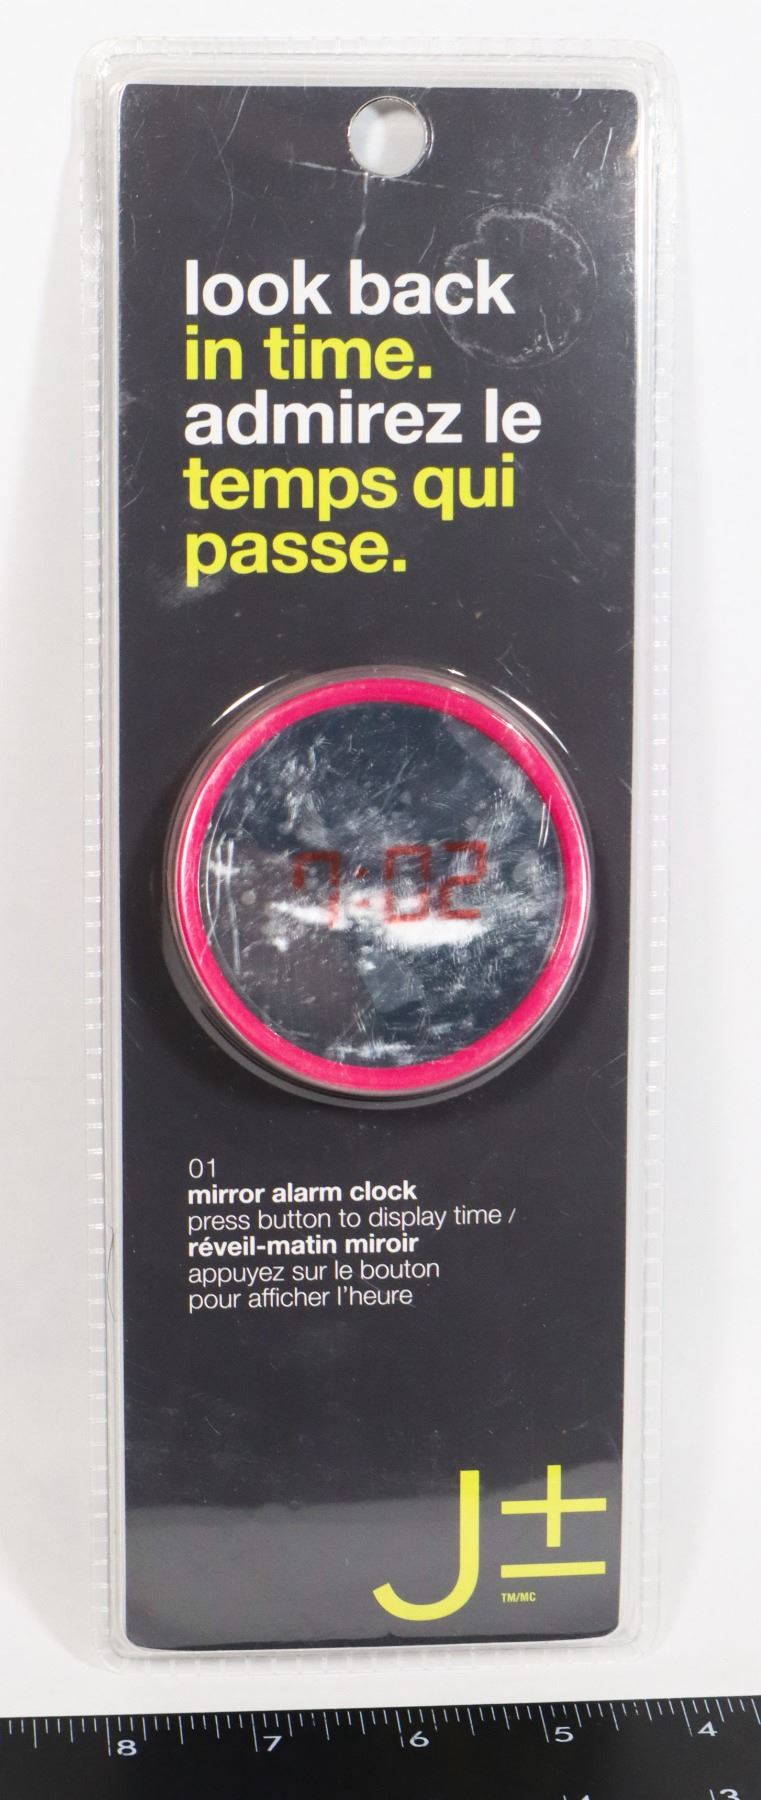 look back
in time.
admirez le
temps qui
passe.
7:02
01
mirror alarm clock
press button to display time /
réveil-matin miroir
appuyez sur le bouton
pour afficher l'heure
J±
TM/MC
8 7 6 5 4
4 3